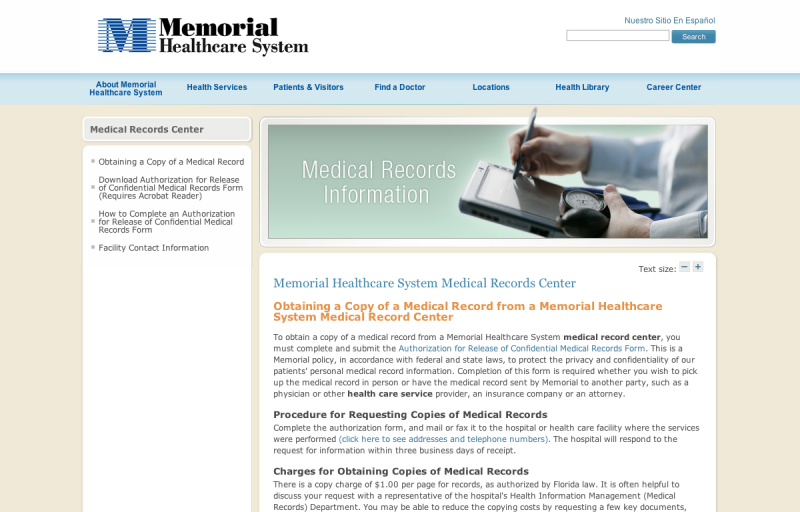 Memorial
Healthcare System
Nuestro Sitio En Español
Search
About Memorial
Healthcare System
Health Services
Patients & Visitors
Find a Doctor
Locations
Health Library
Career Center
Medical Records Center
Obtaining a Copy of a Medical Record
Download Authorization for Release
of Confidential Medical Records Form
(Requires Acrobat Reader)
How to Complete an Authorization
for Release of Confidential Medical
Records Form
Facility Contact Information
Medical Records
Information
Text size: − +
Memorial Healthcare System Medical Records Center
Obtaining a Copy of a Medical Record from a Memorial Healthcare
System Medical Record Center
To obtain a copy of a medical record from a Memorial Healthcare System medical record center, you
must complete and submit the Authorization for Release of Confidential Medical Records Form. This is a
Memorial policy, in accordance with federal and state laws, to protect the privacy and confidentiality of our
patients' personal medical record information. Completion of this form is required whether you wish to pick
up the medical record in person or have the medical record sent by Memorial to another party, such as a
physician or other health care service provider, an insurance company or an attorney.
Procedure for Requesting Copies of Medical Records
Complete the authorization form, and mail or fax it to the hospital or health care facility where the services
were performed (click here to see addresses and telephone numbers). The hospital will respond to the
request for information within three business days of receipt.
Charges for Obtaining Copies of Medical Records
There is a copy charge of $1.00 per page for records, as authorized by Florida law. It is often helpful to
discuss your request with a representative of the hospital's Health Information Management (Medical
Records) Department. You may be able to reduce the copying costs by requesting a few key documents,